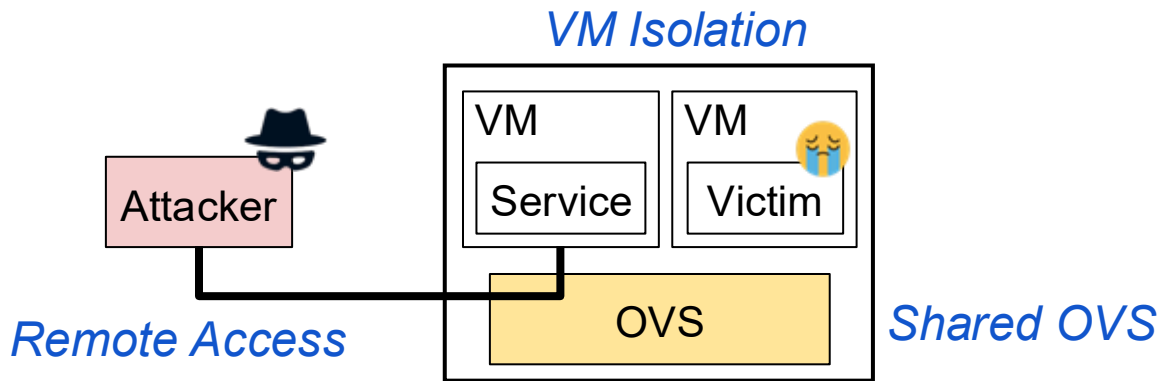 VM Isolation
VM
VM
Attacker
Service
Victim
OVS
Remote Access
Shared OVS